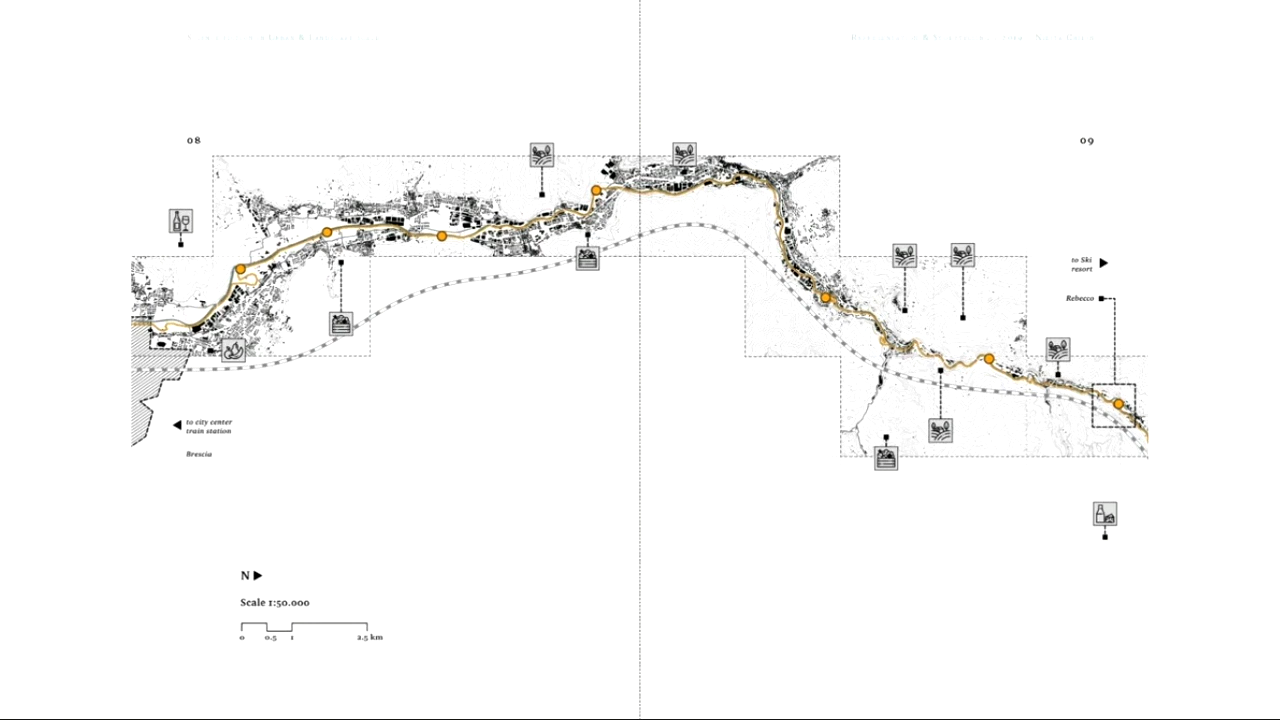 08
09
to Ski
resort
Rebecco
to city center
train station
Brescia
N
Scale 1:50.000
0 0.5 1 2.5 km